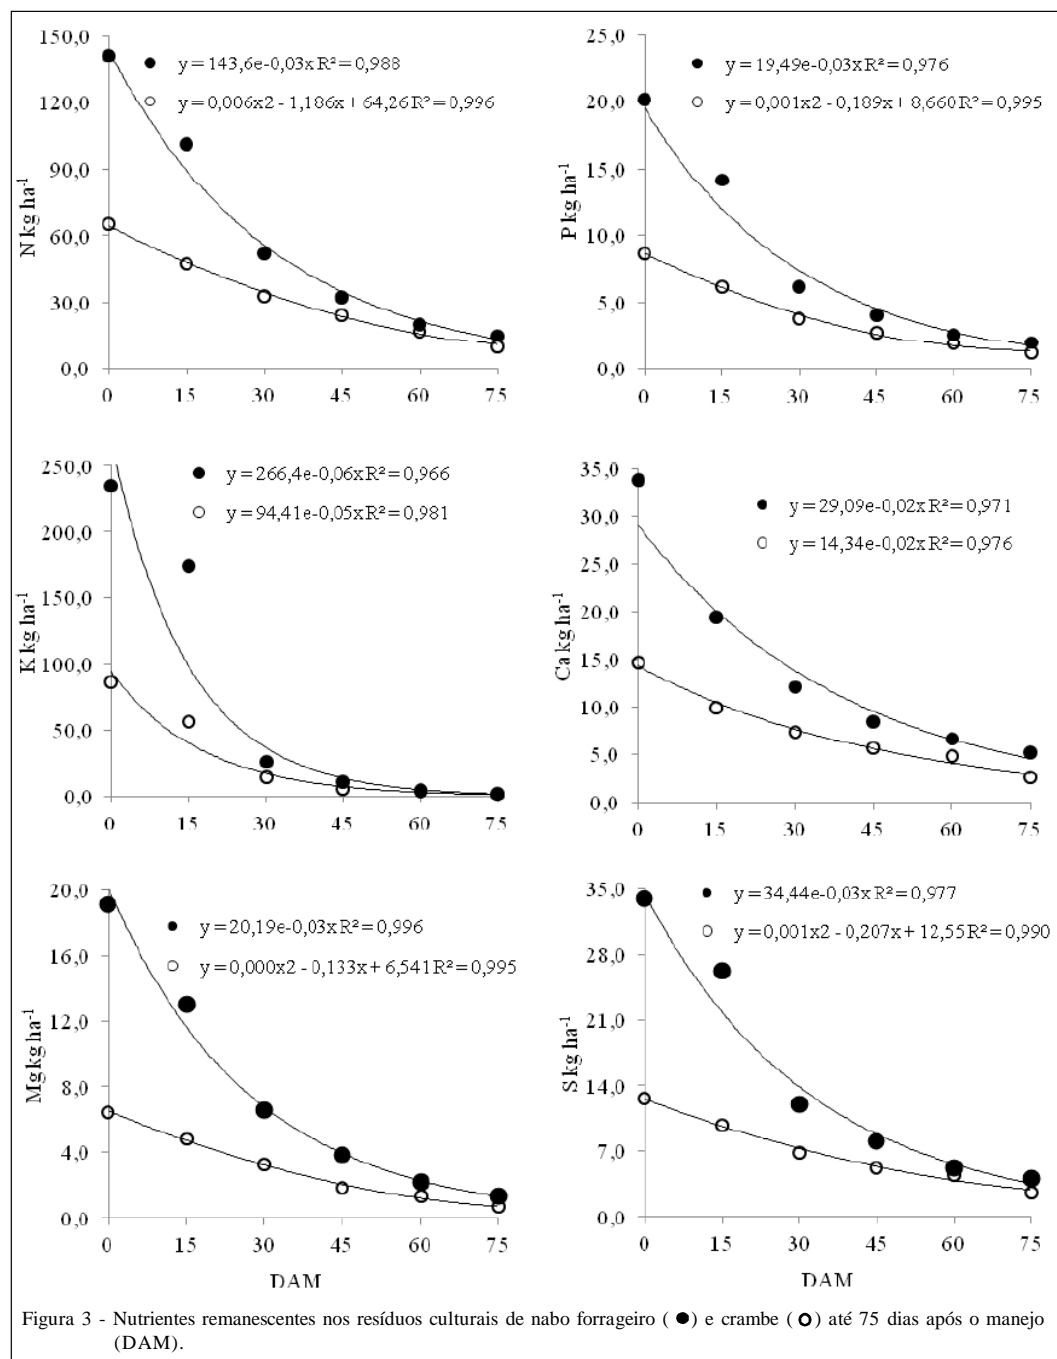 150,0
120,0
90,0
60,0
30,0
0,0
N kg ha-1
y = 143,6e-0,03x R² = 0,988
y = 0,006x2 - 1,186x + 64,26 R² = 0,996
0 15 30 45 60 75
25,0
20,0
15,0
10,0
5,0
0,0
P kg ha-1
y = 19,49e-0,03x R² = 0,976
y = 0,001x2 - 0,189x + 8,660 R² = 0,995
0 15 30 45 60 75
250,0
200,0
150,0
100,0
50,0
0,0
K kg ha-1
y = 266,4e-0,06x R² = 0,966
y = 94,41e-0,05x R² = 0,981
0 15 30 45 60 75
35,0
30,0
25,0
20,0
15,0
10,0
5,0
0,0
Ca kg ha-1
y = 29,09e-0,02x R² = 0,971
y = 14,34e-0,02x R² = 0,976
0 15 30 45 60 75
20,0
16,0
12,0
8,0
4,0
0,0
Mg kg ha-1
y = 20,19e-0,03x R² = 0,996
y = 0,000x2 - 0,133x + 6,541 R² = 0,995
0 15 30 45 60 75
DAM
35,0
28,0
21,0
14,0
7,0
0,0
S kg ha-1
y = 34,44e-0,03x R² = 0,977
y = 0,001x2 - 0,207x + 12,55 R² = 0,990
0 15 30 45 60 75
DAM
Figura 3 - Nutrientes remanescentes nos resíduos culturais de nabo forrageiro ( ● ) e crambe ( o ) até 75 dias após o manejo
(DAM).